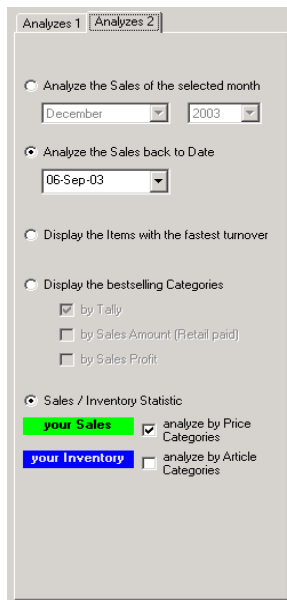 Analyzes 1 Analyzes 2
Analyze the Sales of the selected month
December 2003
Analyze the Sales back to Date
06-Sep-03
Display the Items with the fastest turnover
Display the bestselling Categories
by Tally
by Sales Amount (Retail paid)
by Sales Profit
Sales / Inventory Statistic
your Sales analyze by Price
Categories
your Inventory analyze by Article
Categories